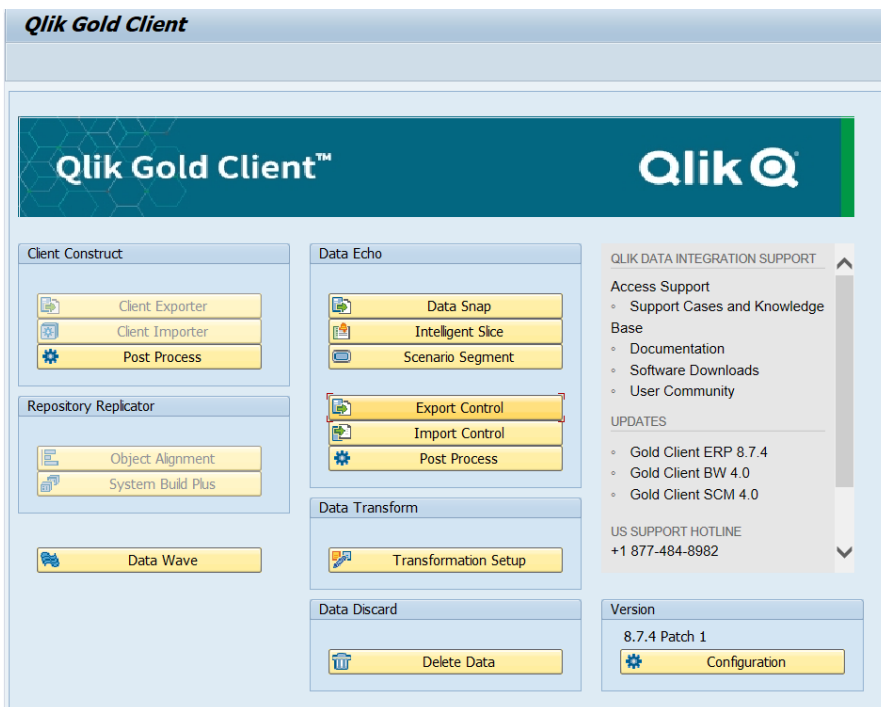 Qlik Gold Client
Qlik Gold Client™
Qlik
Client Construct
Client Exporter
Client Importer
Post Process
Repository Replicator
Object Alignment
System Build Plus
Data Wave
Data Echo
Data Snap
Intelligent Slice
Scenario Segment
Export Control
Import Control
Post Process
Data Transform
Transformation Setup
Data Discard
Delete Data
QLIK DATA INTEGRATION SUPPORT
Access Support
◦ Support Cases and Knowledge
Base
◦ Documentation
◦ Software Downloads
◦ User Community
UPDATES
◦ Gold Client ERP 8.7.4
◦ Gold Client BW 4.0
◦ Gold Client SCM 4.0
US SUPPORT HOTLINE
+1 877-484-8982
Version
8.7.4 Patch 1
Configuration